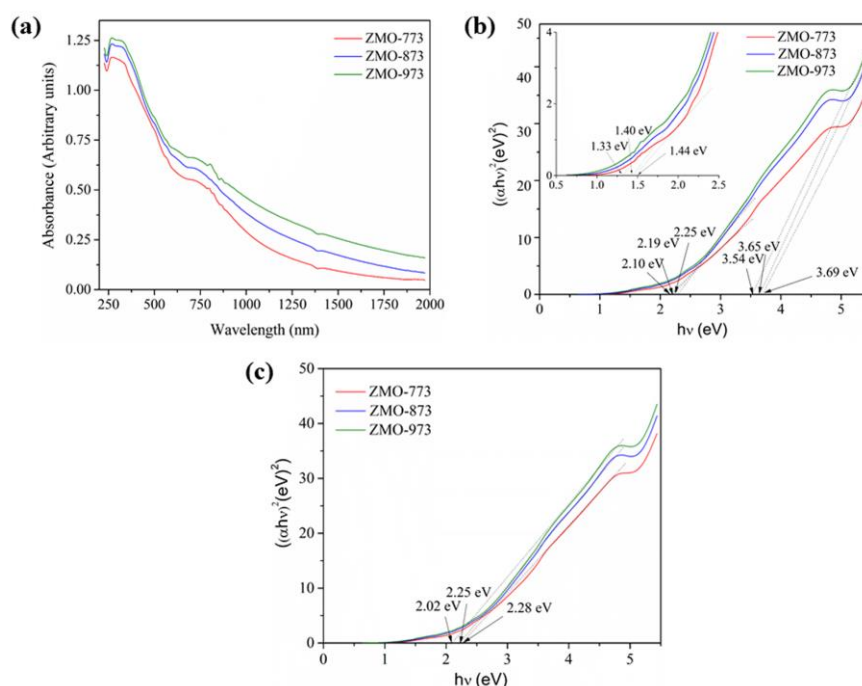 (a)
ZMO-773
ZMO-873
ZMO-973
Absorbance (Arbitrary units)
1.25
1.00
0.75
0.50
0.25
0.00
250 500 750 1000 1250 1500 1750 2000
Wavelength (nm)
(b)
ZMO-773
ZMO-873
ZMO-973
((αhν)²(eV)²)
50
40
30
20
10
0
4
2
0
0.5 1.0 1.5 2.0 2.5
1.40 eV
1.33 eV
1.44 eV
2.25 eV
2.19 eV
2.10 eV
3.65 eV
3.54 eV
3.69 eV
0 1 2 3 4 5
hν (eV)
(c)
ZMO-773
ZMO-873
ZMO-973
((αhν)²(eV)²)
50
40
30
20
10
0
2.25 eV
2.02 eV
2.28 eV
0 1 2 3 4 5
hν (eV)